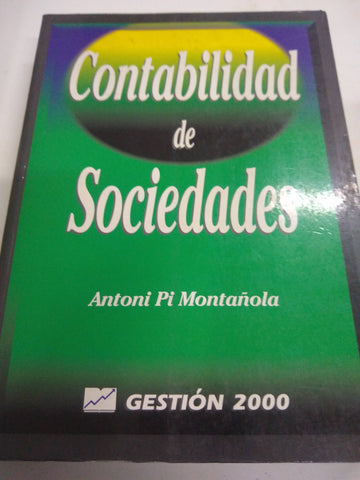 Contabilidad
de
Sociedades
Antoni Pi Montañola
GESTIÓN 2000